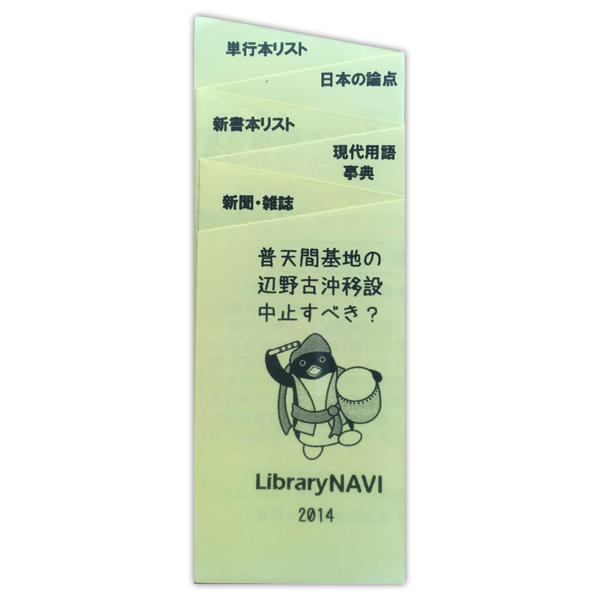 単行本リスト
日本の論点
新書本リスト
現代用語
事典
新聞・雑誌
普天間基地の
辺野古沖移設
中止すべき？
LibraryNAVI
2014